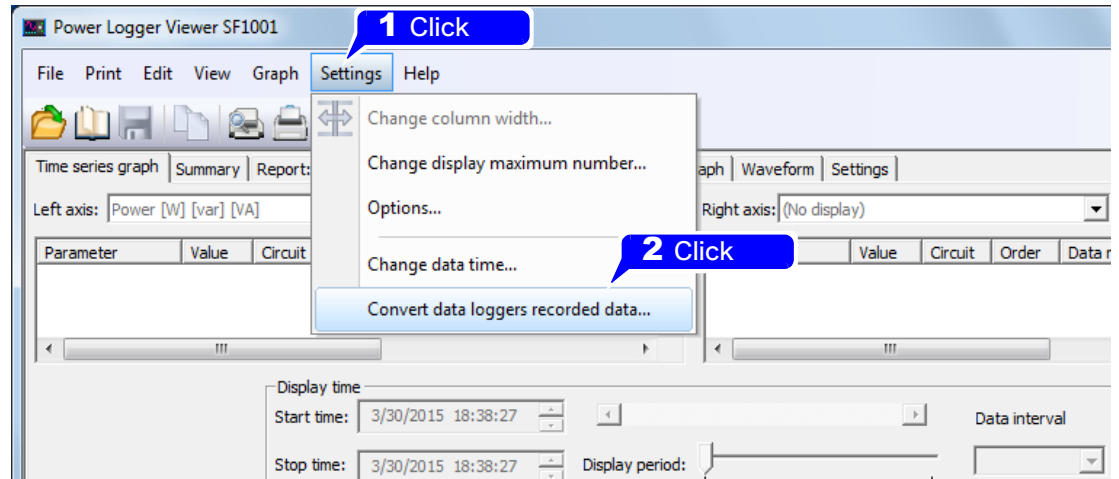 Power Logger Viewer SF1001
1 Click
File Print Edit View Graph Settings Help
Change column width...
Change display maximum number...
Options...
Change data time...
2 Click
Convert data loggers recorded data...
Time series graph Summary Report: aph Waveform Settings
Left axis: Power [W] [var] [VA] Right axis: (No display)
Parameter Value Circuit Value Circuit Order Data r
Display time
Start time: 3/30/2015 18:38:27 Data interval
Stop time: 3/30/2015 18:38:27 Display period: